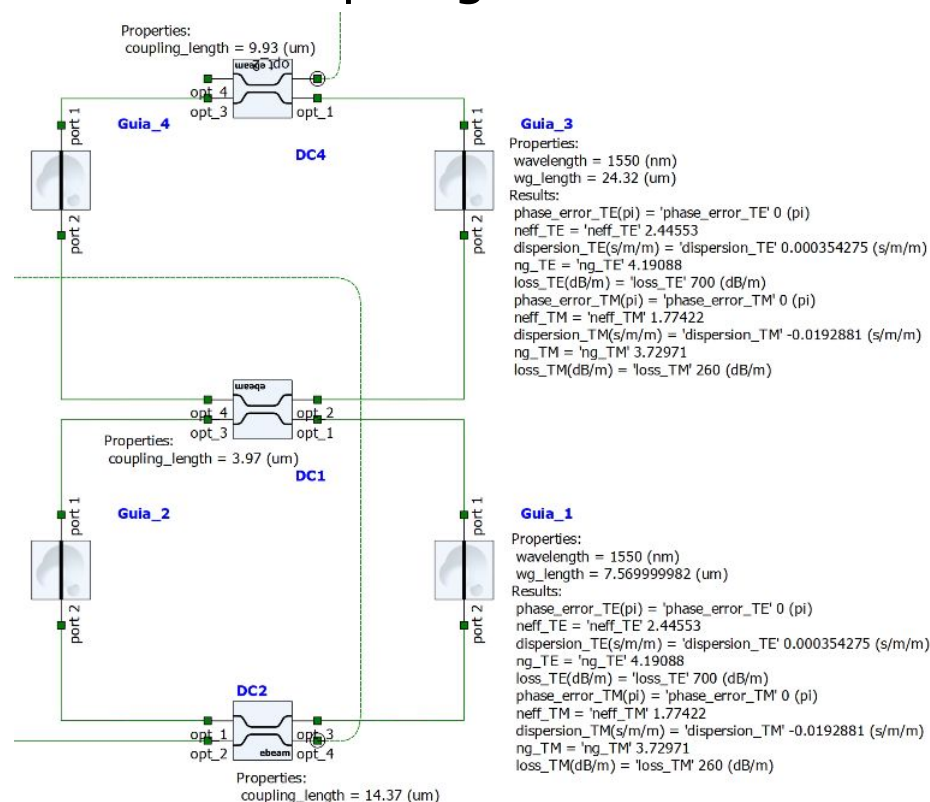 Properties:
coupling_length = 9.93 (um)
ebeam
opt_2
opt_4
opt_3
opt_1
port 1
Guia_4
port 1
Guia_3
DC4
Properties:
wavelength = 1550 (nm)
wg_length = 24.32 (um)
Results:
phase_error_TE(pi) = 'phase_error_TE' 0 (pi)
neff_TE = 'neff_TE' 2.44553
dispersion_TE(s/m/m) = 'dispersion_TE' 0.000354275 (s/m/m)
ng_TE = 'ng_TE' 4.19088
loss_TE(dB/m) = 'loss_TE' 700 (dB/m)
phase_error_TM(pi) = 'phase_error_TM' 0 (pi)
neff_TM = 'neff_TM' 1.77422
dispersion_TM(s/m/m) = 'dispersion_TM' -0.0192881 (s/m/m)
ng_TM = 'ng_TM' 3.72971
loss_TM(dB/m) = 'loss_TM' 260 (dB/m)
port 2
port 2
ebeam
opt_4
opt_2
opt_3
opt_1
Properties:
coupling_length = 3.97 (um)
DC1
port 1
Guia_2
port 1
Guia_1
Properties:
wavelength = 1550 (nm)
wg_length = 7.569999982 (um)
Results:
phase_error_TE(pi) = 'phase_error_TE' 0 (pi)
neff_TE = 'neff_TE' 2.44553
dispersion_TE(s/m/m) = 'dispersion_TE' 0.000354275 (s/m/m)
ng_TE = 'ng_TE' 4.19088
loss_TE(dB/m) = 'loss_TE' 700 (dB/m)
phase_error_TM(pi) = 'phase_error_TM' 0 (pi)
neff_TM = 'neff_TM' 1.77422
dispersion_TM(s/m/m) = 'dispersion_TM' -0.0192881 (s/m/m)
ng_TM = 'ng_TM' 3.72971
loss_TM(dB/m) = 'loss_TM' 260 (dB/m)
port 2
port 2
DC2
opt_1
opt_3
opt_2
ebeam
opt_4
Properties:
coupling_length = 14.37 (um)